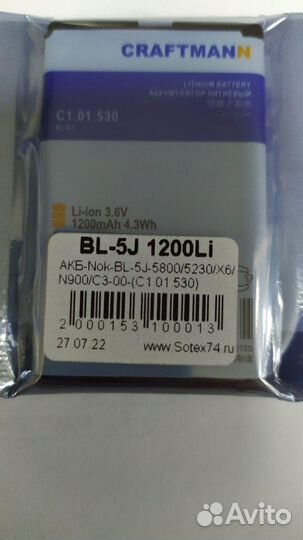 CRAFTMANN
LITHIUM BATTERY
АККУМУЛЯТОР ЛИТИЕВЫЙ
C1.01.530
Li-ion 3.6V
1200mAh 4.3Wh
BL-5J 1200Li
АКБ-Nok-BL-5J-5800/5230/X6/
N900/C3-00-(C1 01 530)
2 000153 100013
27 07.22 www.Sotex74.ru
Avito